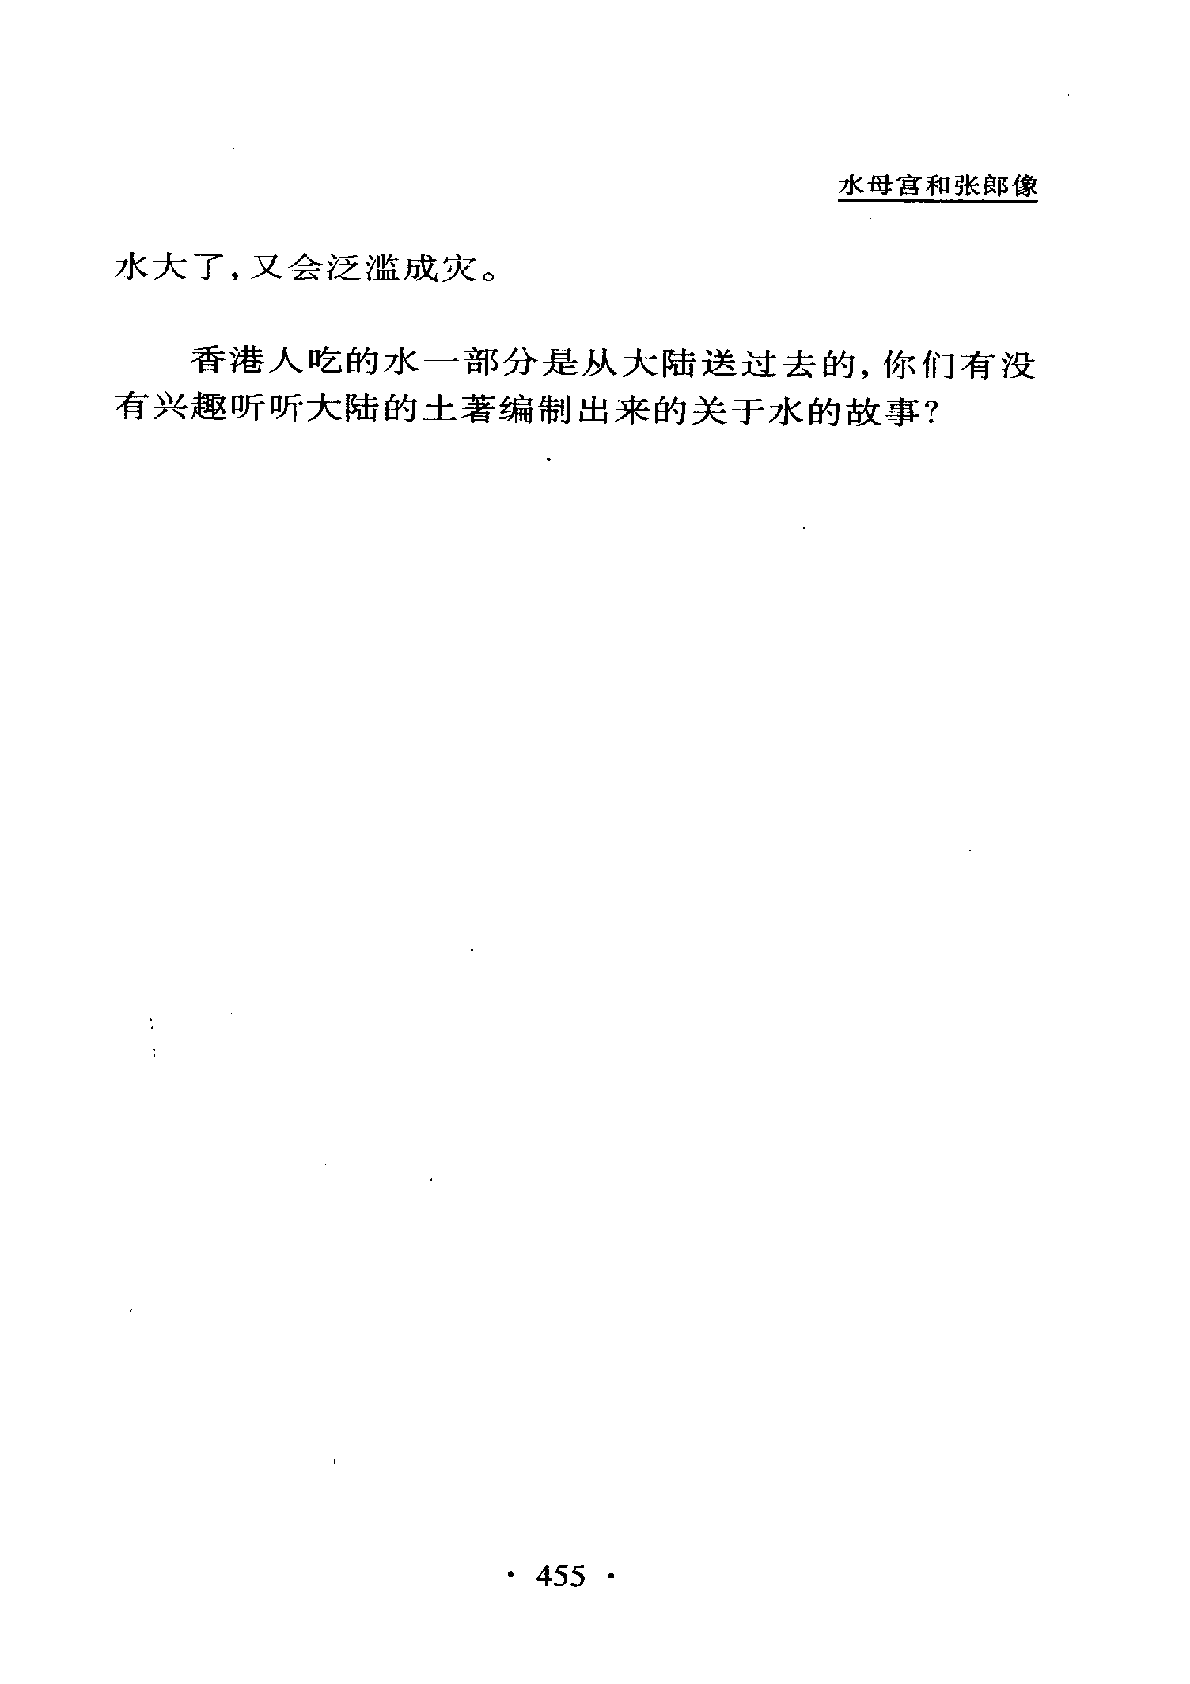 水母宫和张郎像
水大了，又会泛滥成灾。
香港人吃的水一部分是从大陆送过去的，你们有没
有兴趣听听大陆的土著编制出来的关于水的故事？
· 455 ·